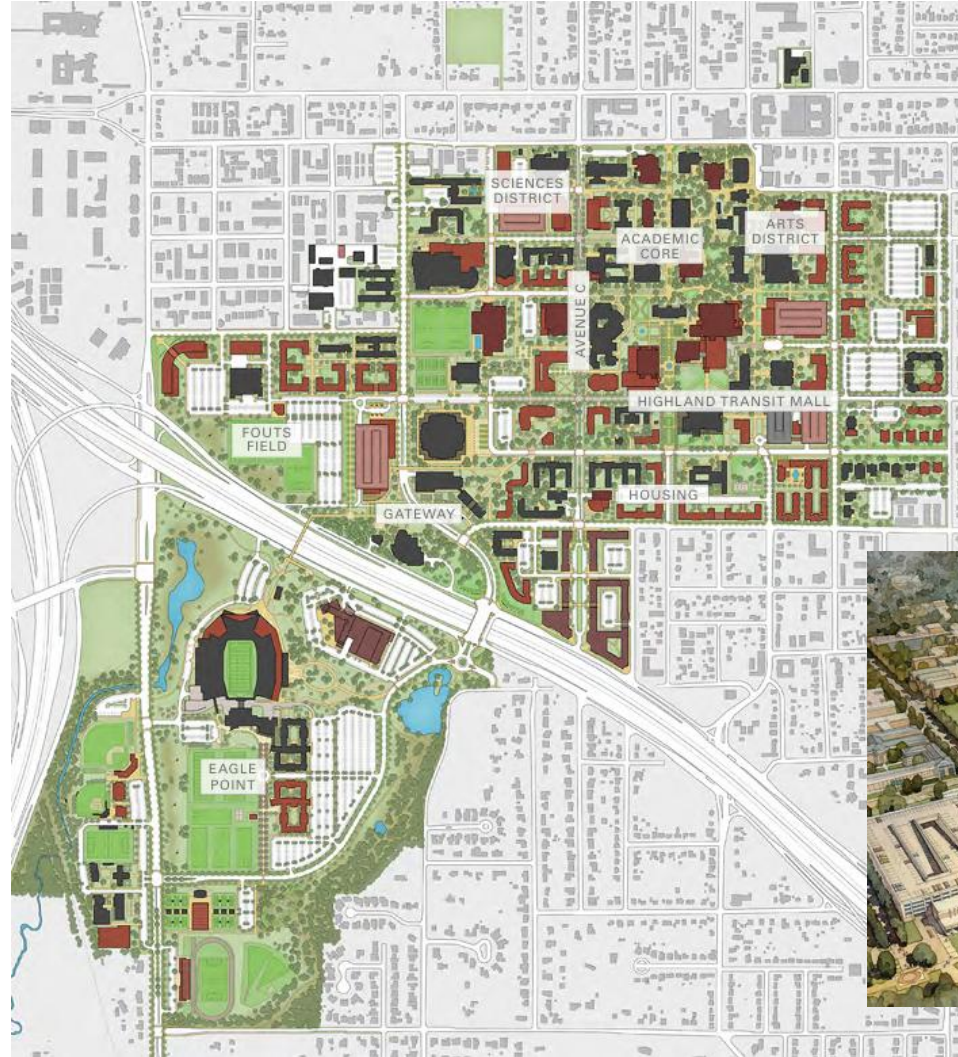 SCIENCES
DISTRICT
ARTS
DISTRICT
ACADEMIC
CORE
AVENUE C
HIGHLAND TRANSIT MALL
FOUTS
FIELD
HOUSING
GATEWAY
EAGLE
POINT